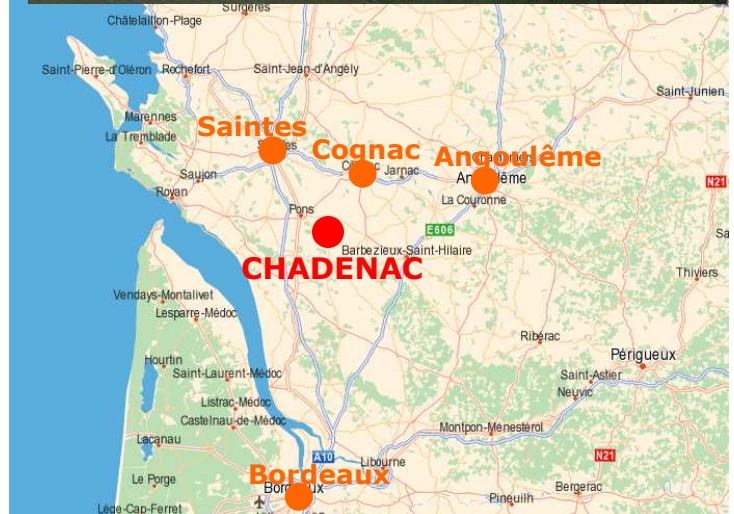 Surgères
Châtelaillon-Plage
Saint-Pierre-d'Oléron
Rochefort
Saint-Jean-d'Angély
Saint-Junien
Marennes
La Tremblade
Saintes
Cognac
Angoulême
Saujon
Jarnac
Royan
La Couronne
N21
Pons
E606
CHADENAC
Barbezieux-Saint-Hilaire
Thiviers
Vendays-Montalivet
Lesparre-Médoc
Ribérac
Périgueux
Hourtin
Saint-Laurent-Médoc
Saint-Astier
Neuvic
Listrac-Médoc
Castelnau-de-Médoc
Montpon-Ménestérol
Lacanau
A10
Libourne
N21
Bordeaux
Le Porge
Bergerac
Pineuilh
Lège-Cap-Ferret